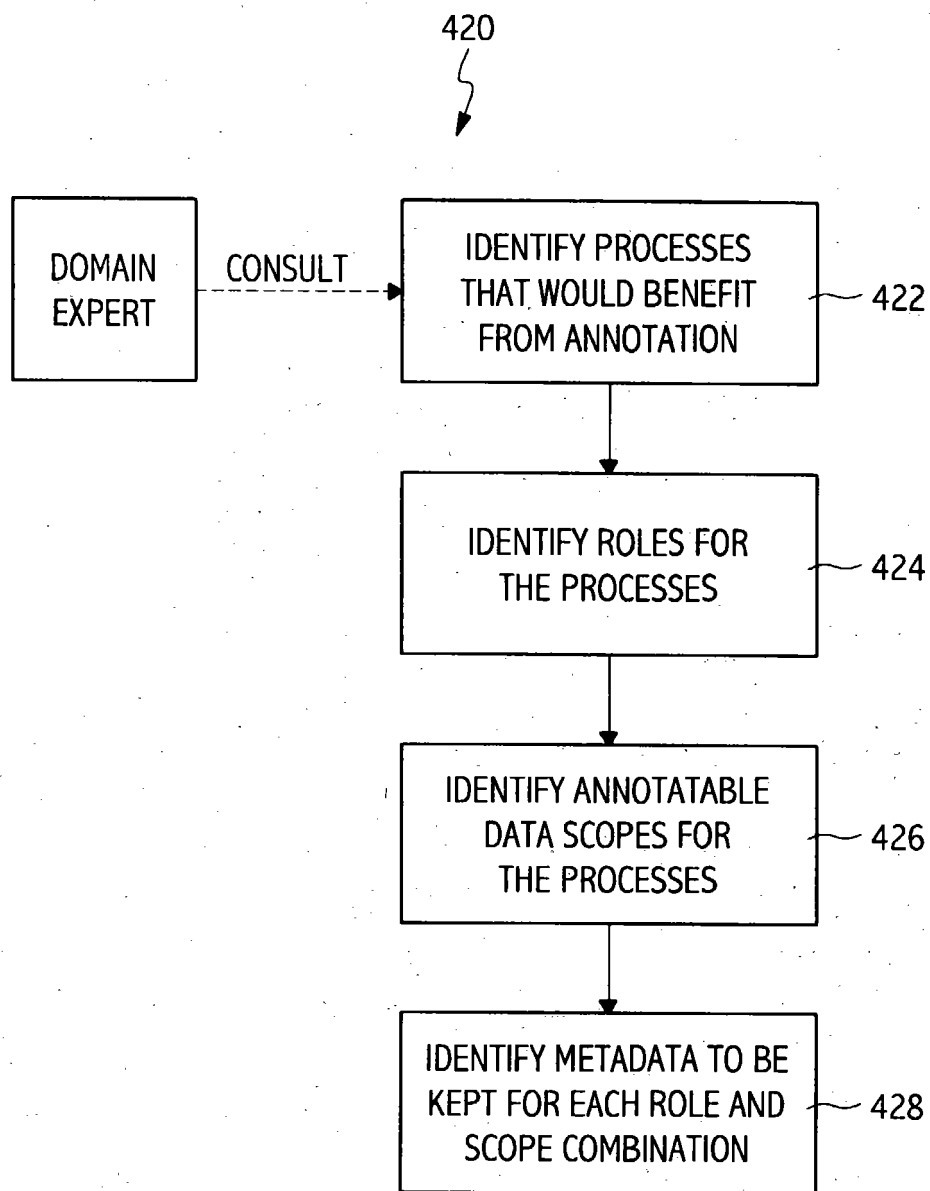 420
DOMAIN
EXPERT
CONSULT
IDENTIFY PROCESSES
THAT WOULD BENEFIT
FROM ANNOTATION
422
IDENTIFY ROLES FOR
THE PROCESSES
424
IDENTIFY ANNOTATABLE
DATA SCOPES FOR
THE PROCESSES
426
IDENTIFY METADATA TO BE
KEPT FOR EACH ROLE AND
SCOPE COMBINATION
428